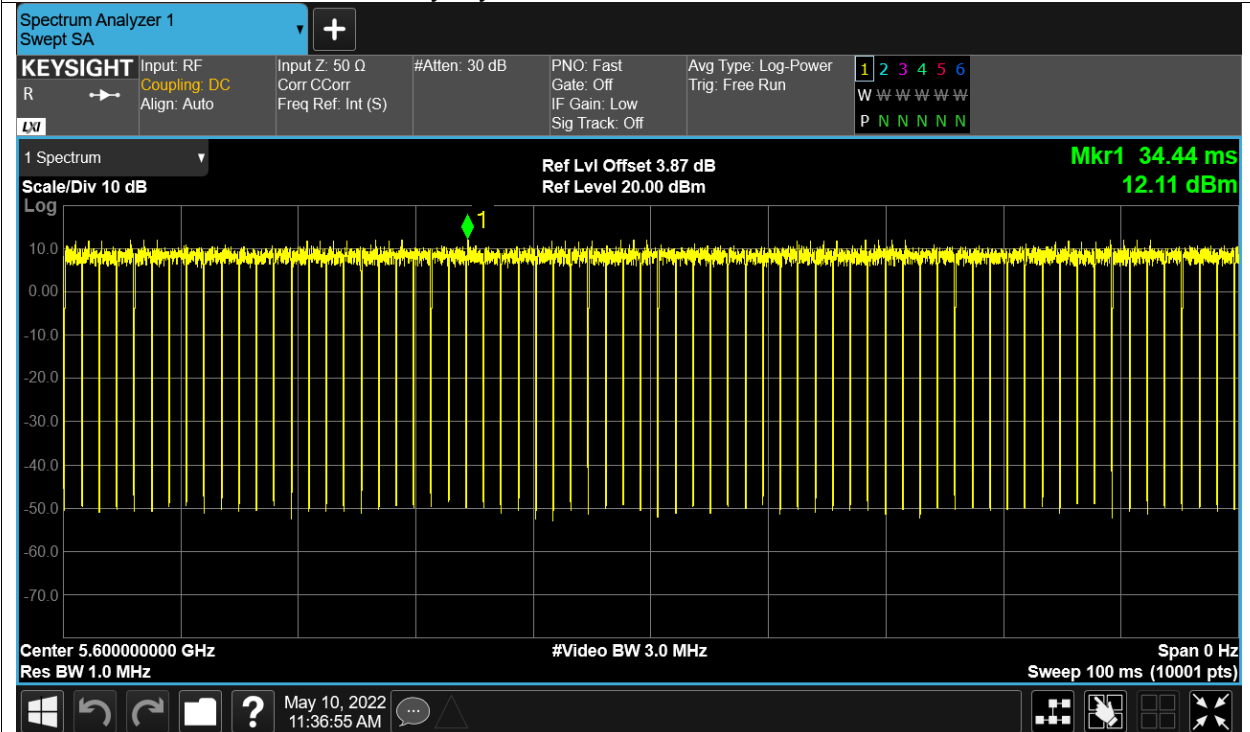 Spectrum Analyzer 1
Swept SA
KEYSIGHT
R
LXI
Input: RF
Coupling: DC
Align: Auto
Input Z: 50 Ω
Corr CCorr
Freq Ref: Int (S)
#Atten: 30 dB
PNO: Fast
Gate: Off
IF Gain: Low
Sig Track: Off
Avg Type: Log-Power
Trig: Free Run
1 2 3 4 5 6
W W W W W W
P N N N N N
1 Spectrum
Scale/Div 10 dB
Log
Ref Lvl Offset 3.87 dB
Ref Level 20.00 dBm
Mkr1 34.44 ms
12.11 dBm
1
10.0
0.00
-10.0
-20.0
-30.0
-40.0
-50.0
-60.0
-70.0
Center 5.600000000 GHz
Res BW 1.0 MHz
#Video BW 3.0 MHz
Span 0 Hz
Sweep 100 ms (10001 pts)
?
May 10, 2022
11:36:55 AM